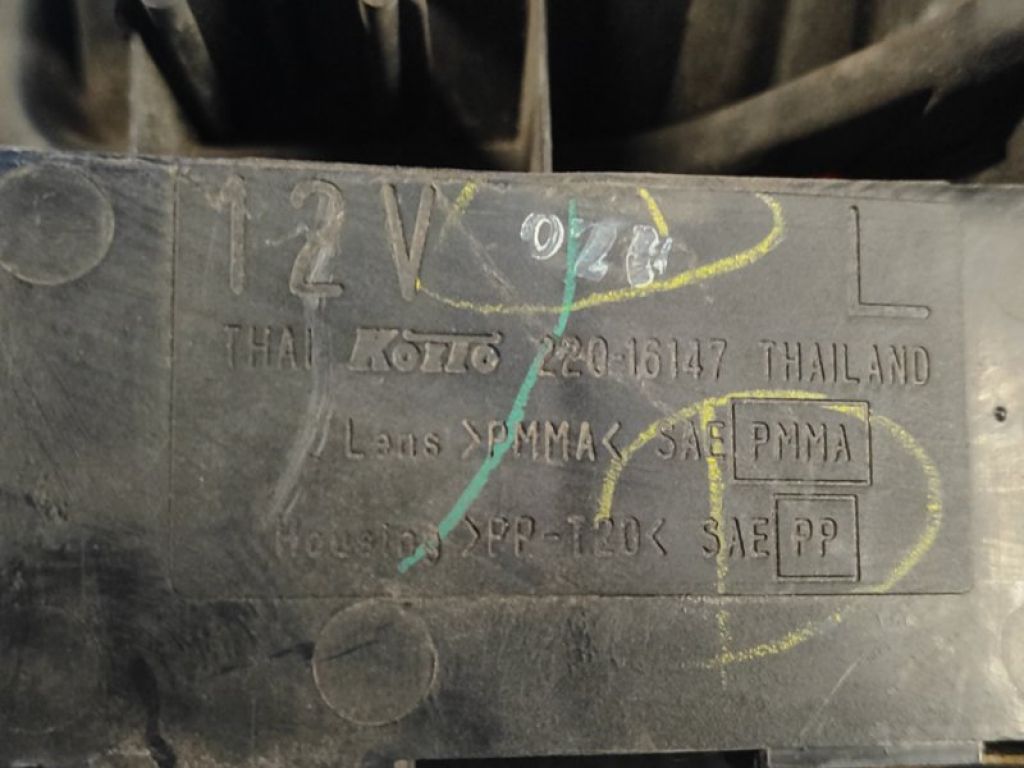 12V L
THAI KOITO 220-16147 THAILAND
Lens >PMMA< SAE PMMA
Housing >PP-T20< SAE PP